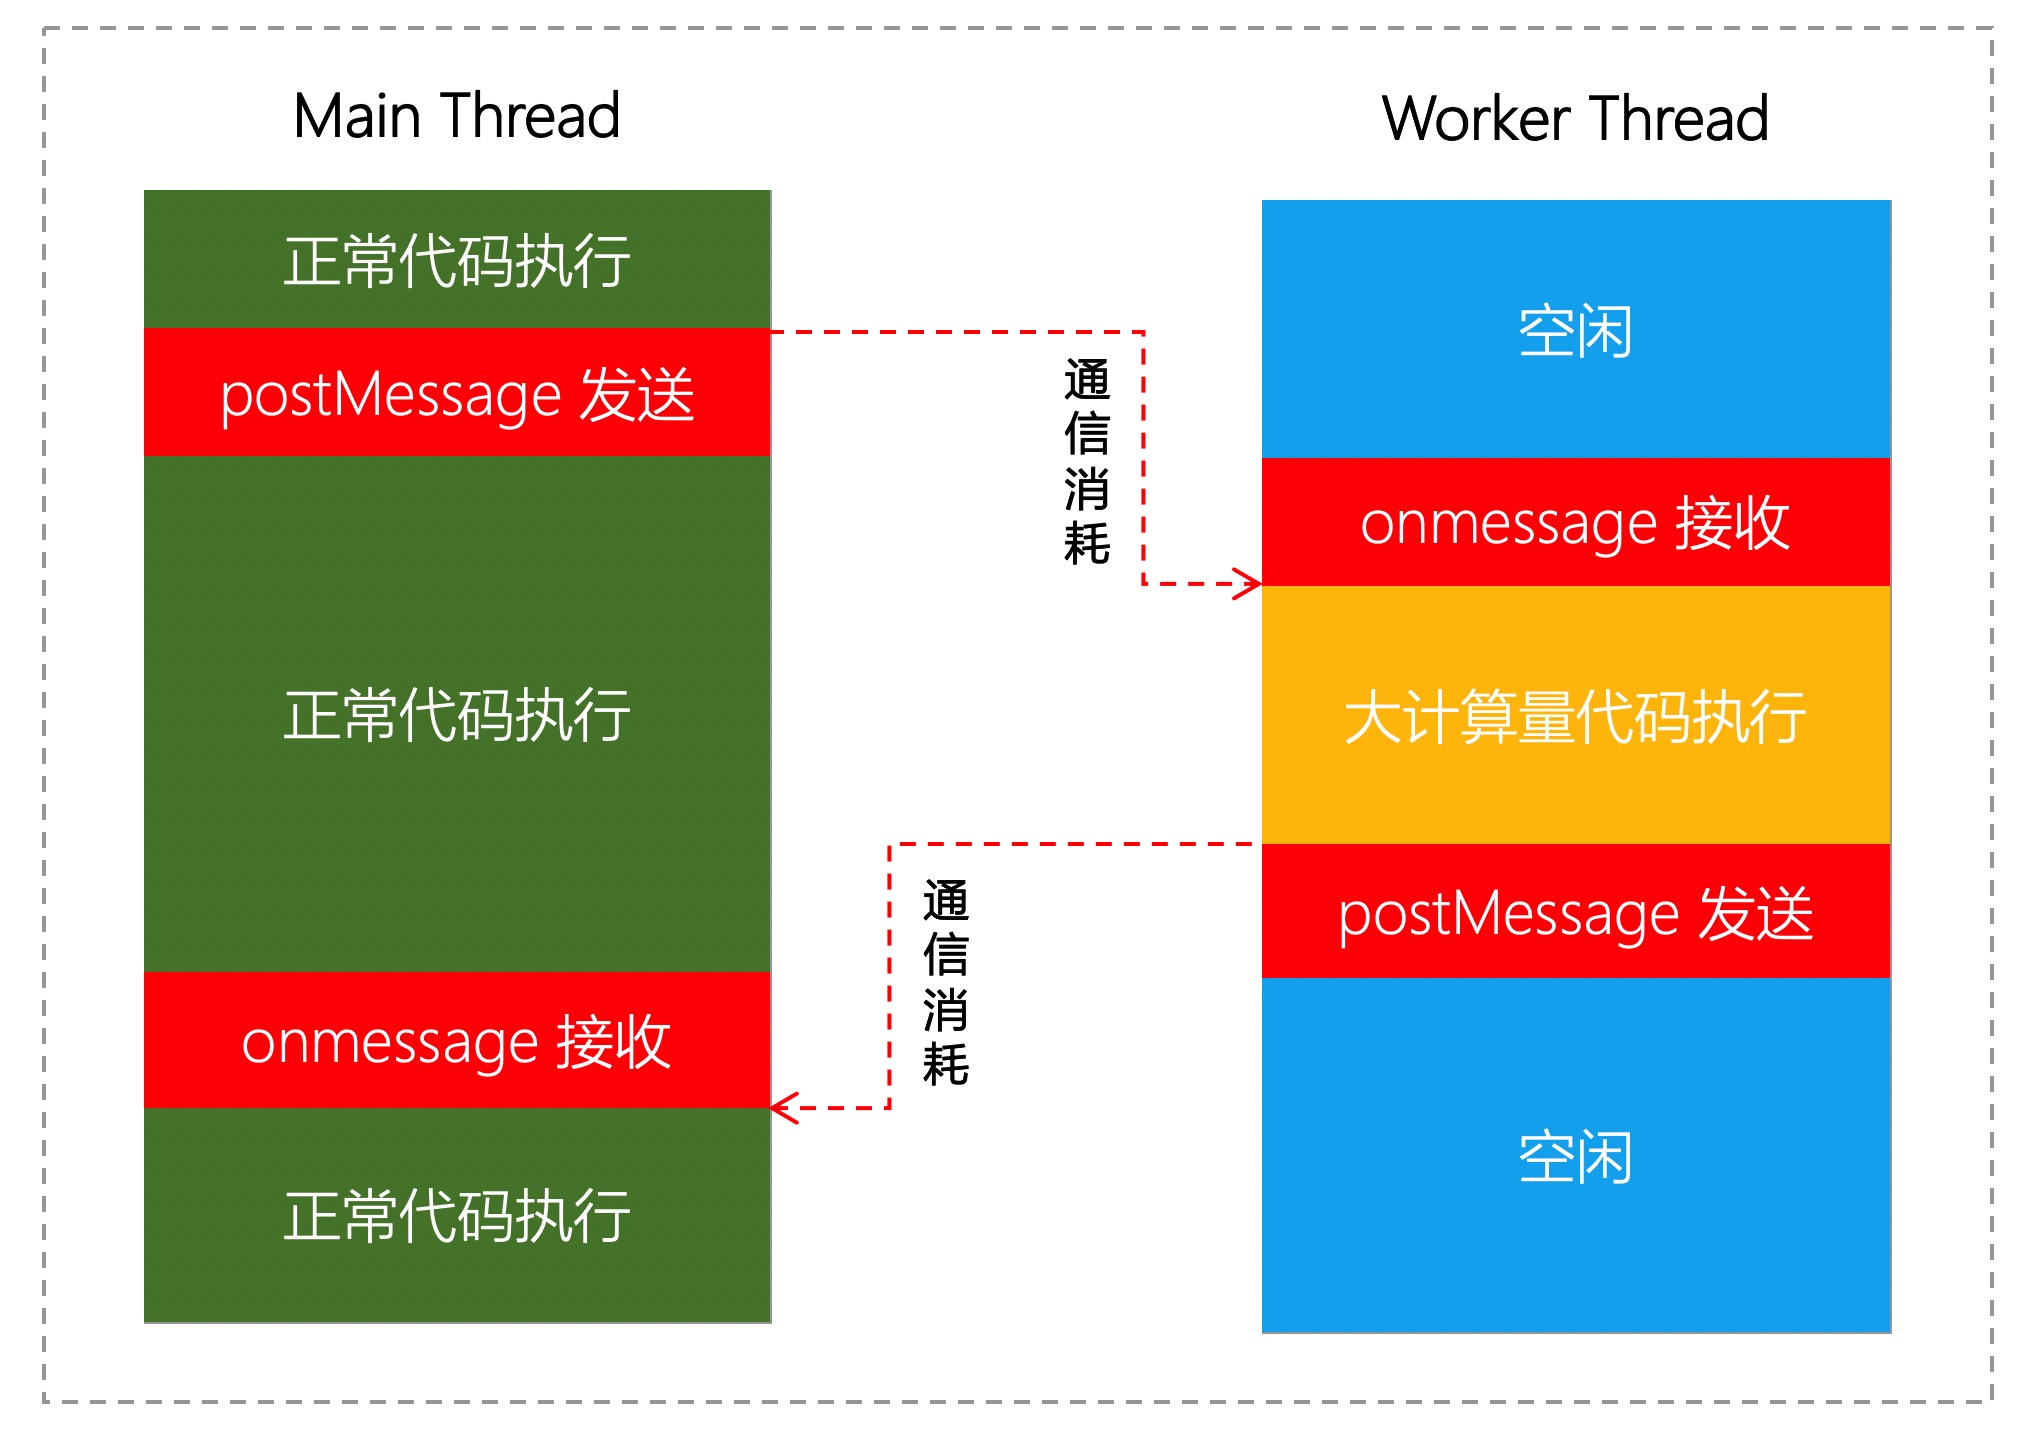 Main Thread
正常代码执行
postMessage 发送
正常代码执行
onmessage 接收
正常代码执行
通信消耗
通信消耗
Worker Thread
空闲
onmessage 接收
大计算量代码执行
postMessage 发送
空闲